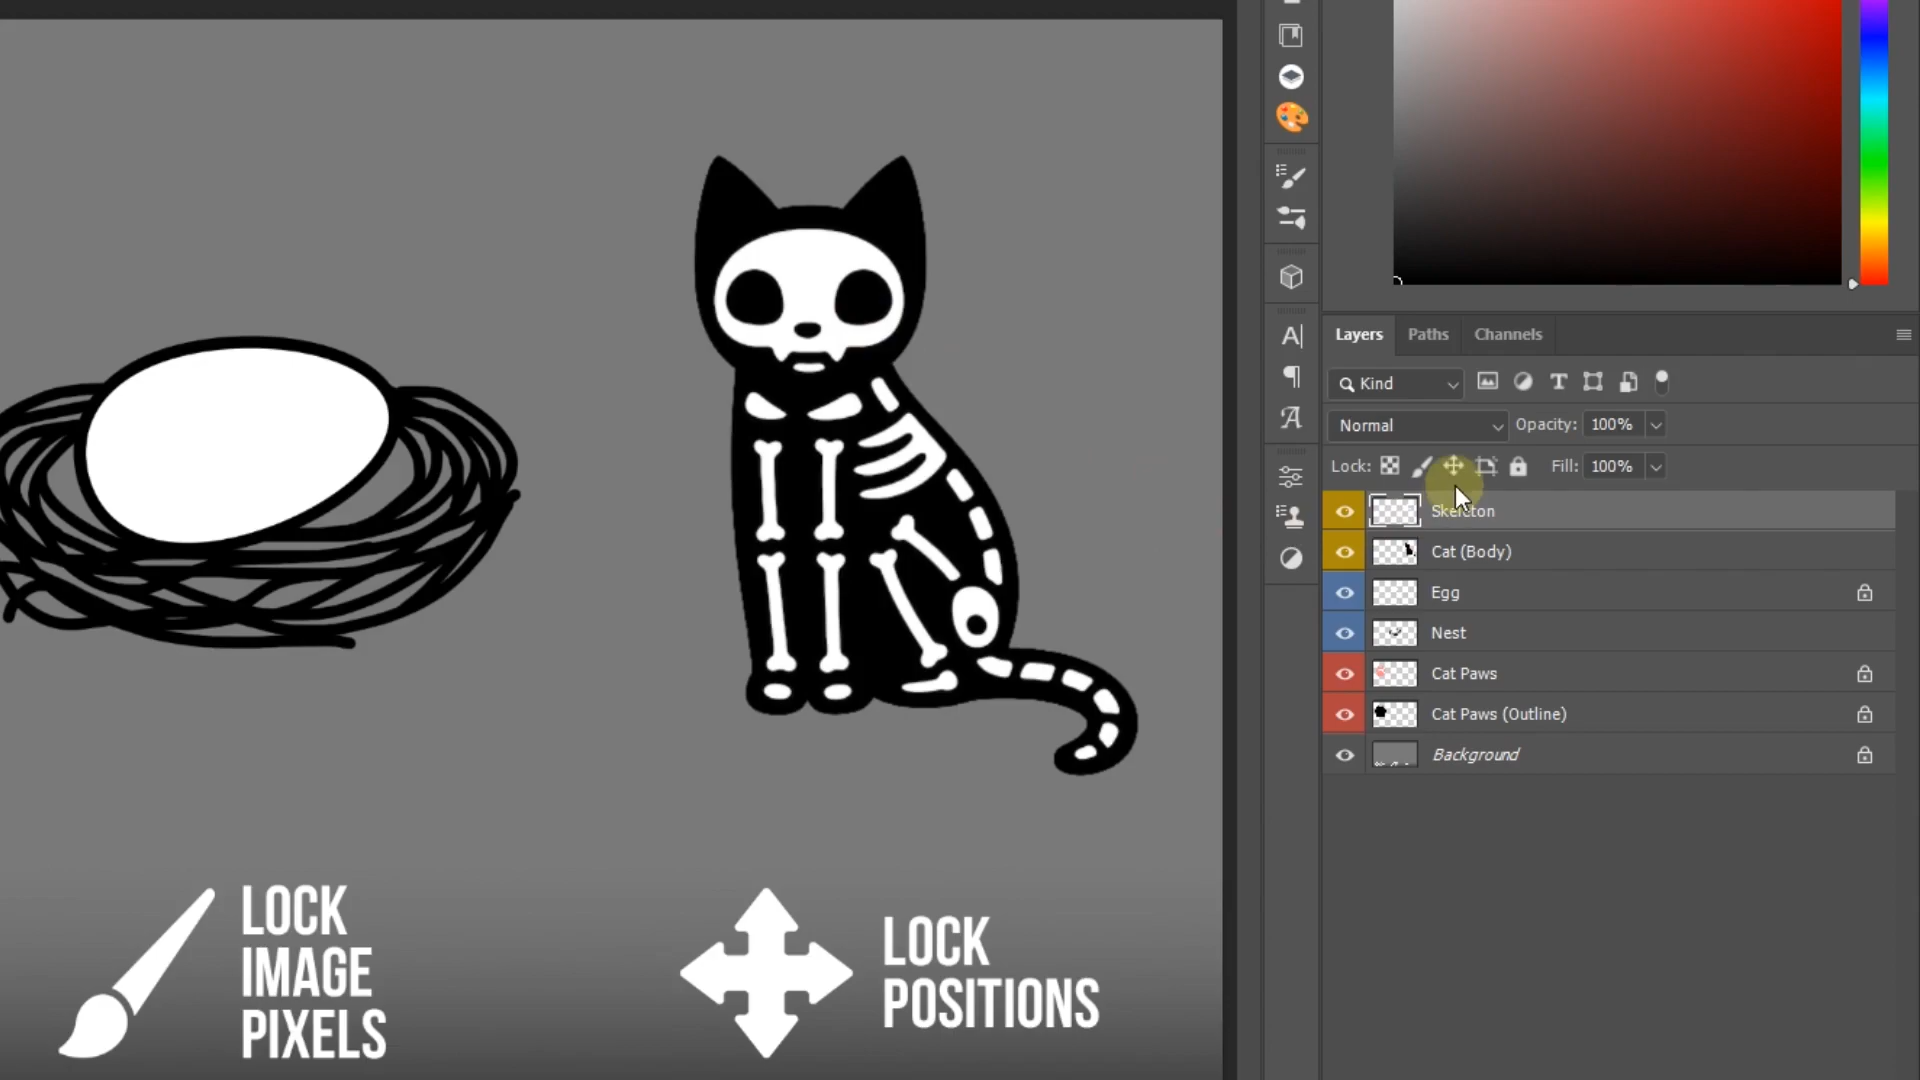 Layers Paths Channels
Kind
Normal Opacity: 100%
Lock: Fill: 100%
Skeleton
Cat (Body)
Egg
Nest
Cat Paws
Cat Paws (Outline)
Background
LOCK
IMAGE
PIXELS
LOCK
POSITIONS